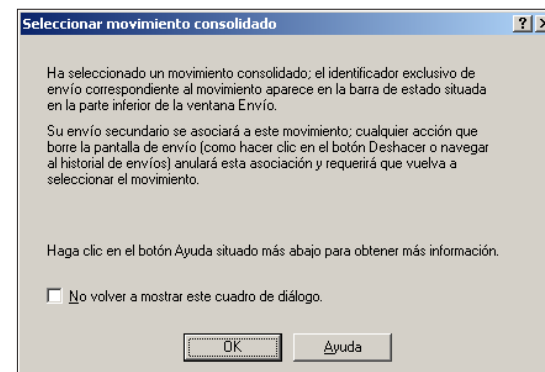 Seleccionar movimiento consolidado
Ha seleccionado un movimiento consolidado; el identificador exclusivo de
envío correspondiente al movimiento aparece en la barra de estado situada
en la parte inferior de la ventana Envío.
Su envío secundario se asociará a este movimiento; cualquier acción que
borre la pantalla de envío (como hacer clic en el botón Deshacer o navegar
al historial de envíos) anulará esta asociación y requerirá que vuelva a
seleccionar el movimiento.
Haga clic en el botón Ayuda situado más abajo para obtener más información.
No volver a mostrar este cuadro de diálogo.
OK
Ayuda